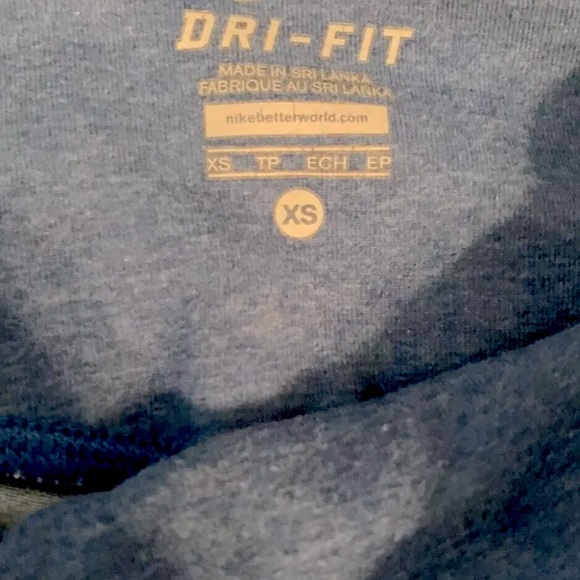 DRI-FIT
MADE IN SRI LANKA
FABRIQUE AU SRI LANKA
nikebetterworld.com
XS TP ECH EP
XS